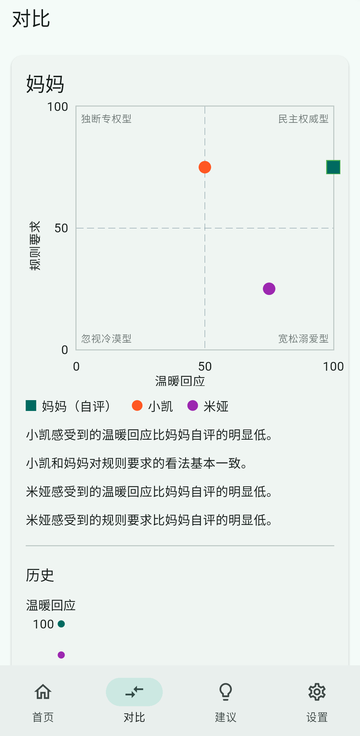 对比
妈妈
100
独断专权型
民主权威型
规则要求
50
忽视冷漠型
宽松溺爱型
0
0
50
100
温暖回应
妈妈（自评）
小凯
米娅
小凯感受到的温暖回应比妈妈自评的明显低。
小凯和妈妈对规则要求的看法基本一致。
米娅感受到的温暖回应比妈妈自评的明显低。
米娅感受到的规则要求比妈妈自评的明显低。
历史
温暖回应
100
首页
对比
建议
设置